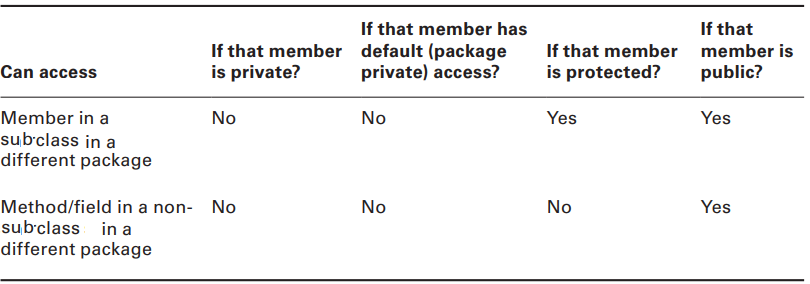 Can access If that member is private? If that member has default (package private) access? If that member is protected? If that member is public?
Member in a subclass in a different package No No Yes Yes
Method/field in a non-subclass in a different package No No No Yes